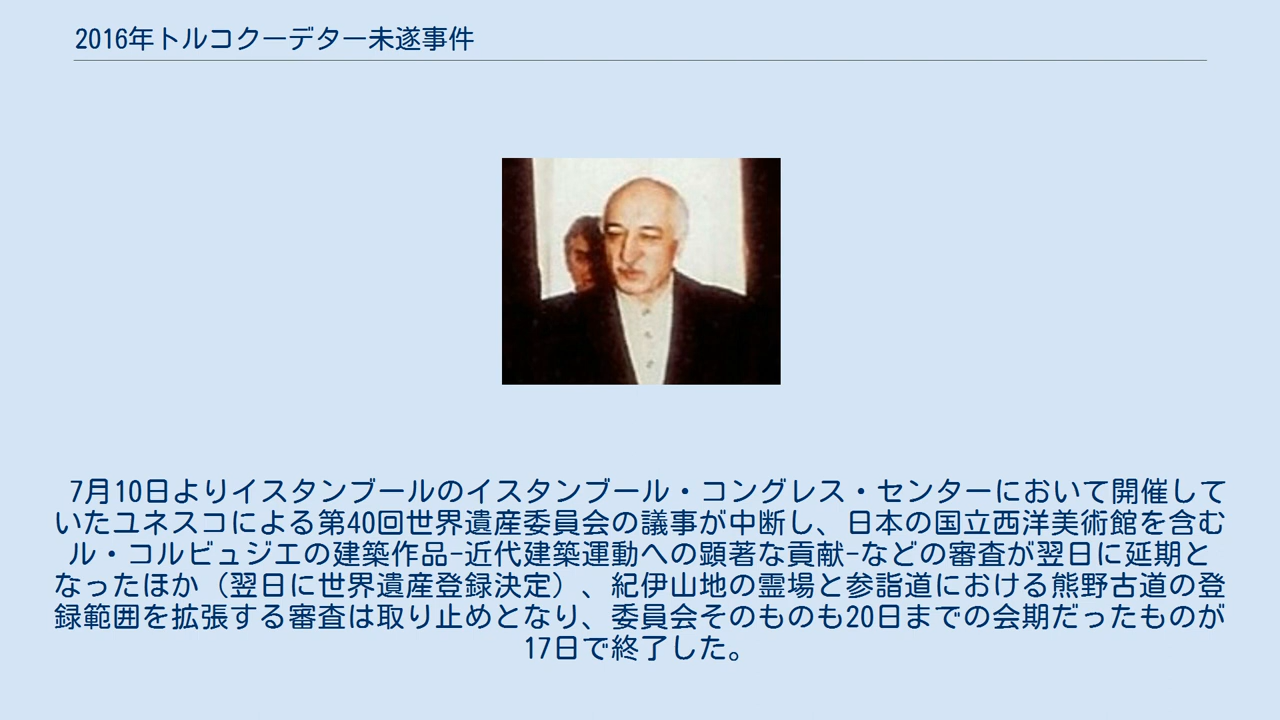 2016年トルコクーデター未遂事件
7月10日よりイスタンブールのイスタンブール・コングレス・センターにおいて開催して
いたユネスコによる第40回世界遺産委員会の議事が中断し、日本の国立西洋美術館を含む
ル・コルビュジエの建築作品-近代建築運動への顕著な貢献-などの審査が翌日に延期と
なったほか（翌日に世界遺産登録決定）、紀伊山地の霊場と参詣道における熊野古道の登
録範囲を拡張する審査は取り止めとなり、委員会そのものも20日までの会期だったものが
17日で終了した。